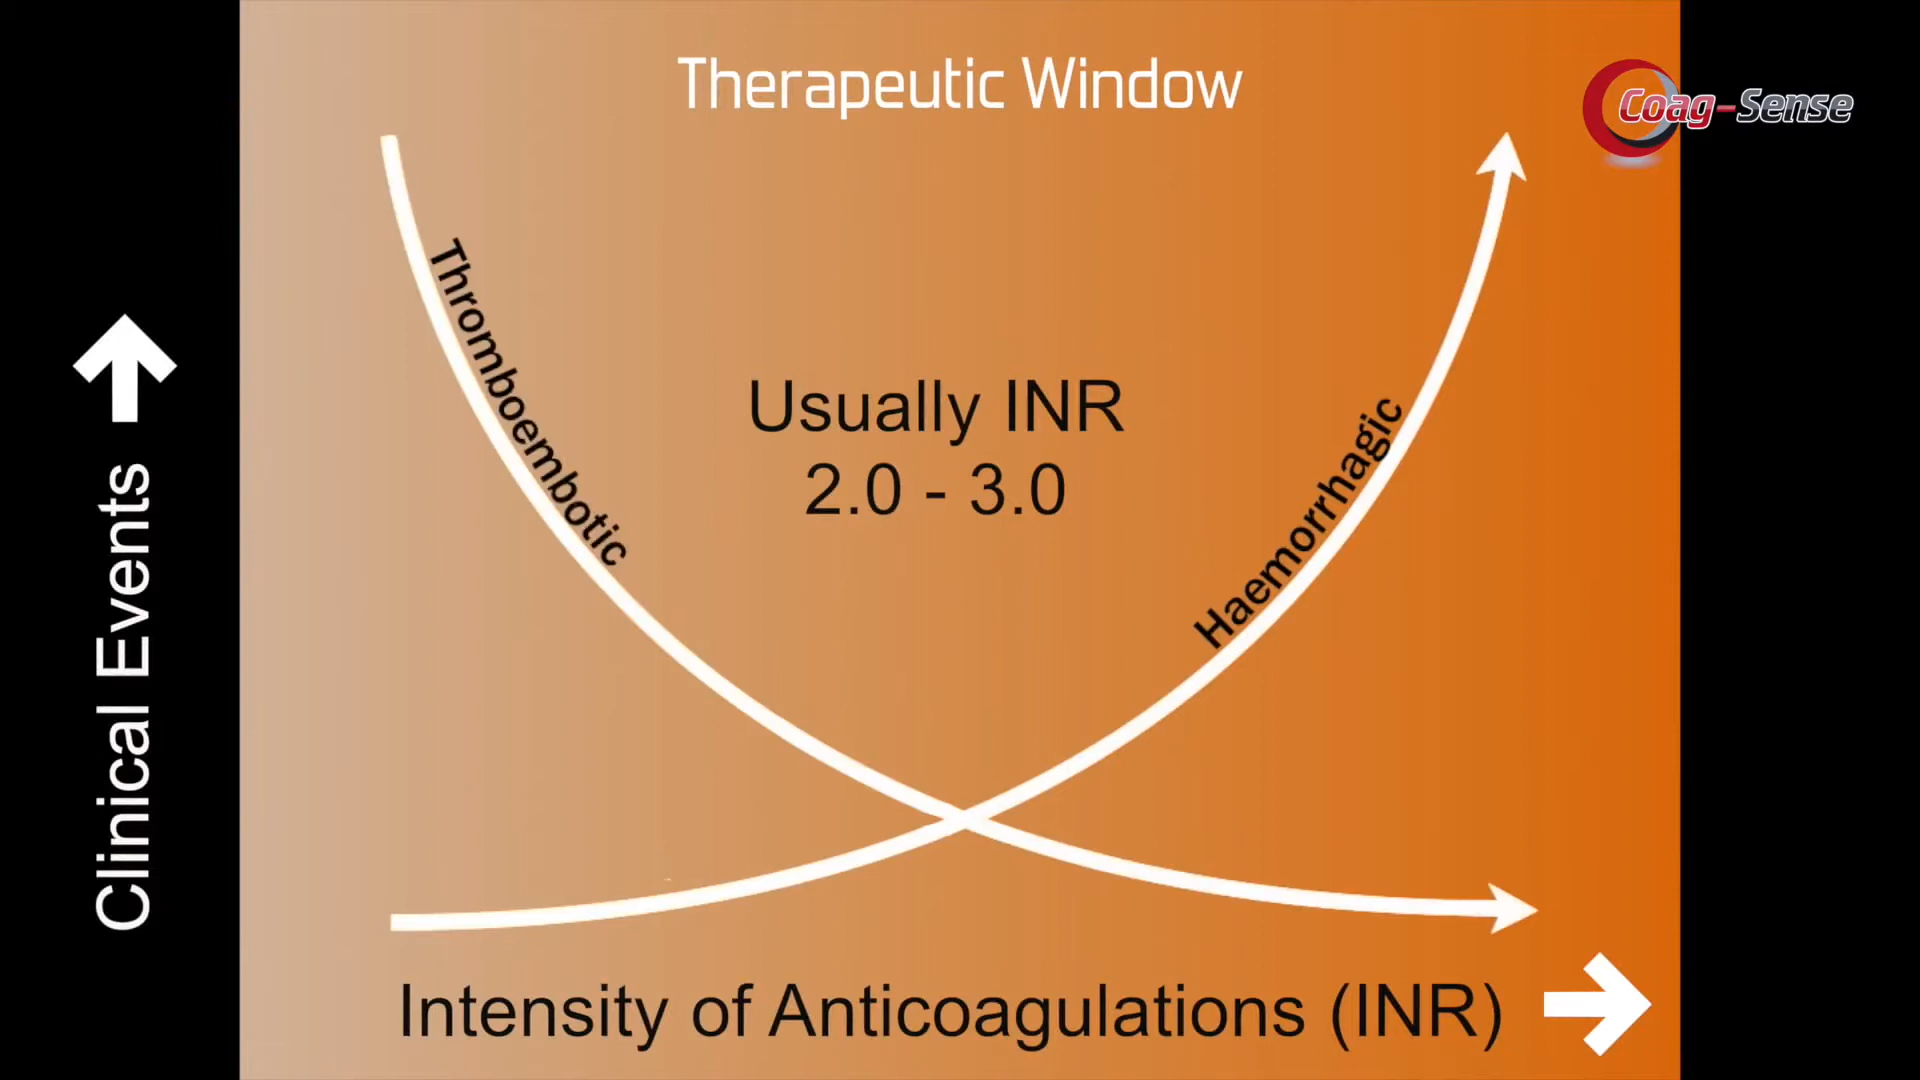 Therapeutic Window
Coag-Sense
Thromboembotic
Usually INR
2.0 - 3.0
Haemorrhagic
Clinical Events
Intensity of Anticoagulations (INR)